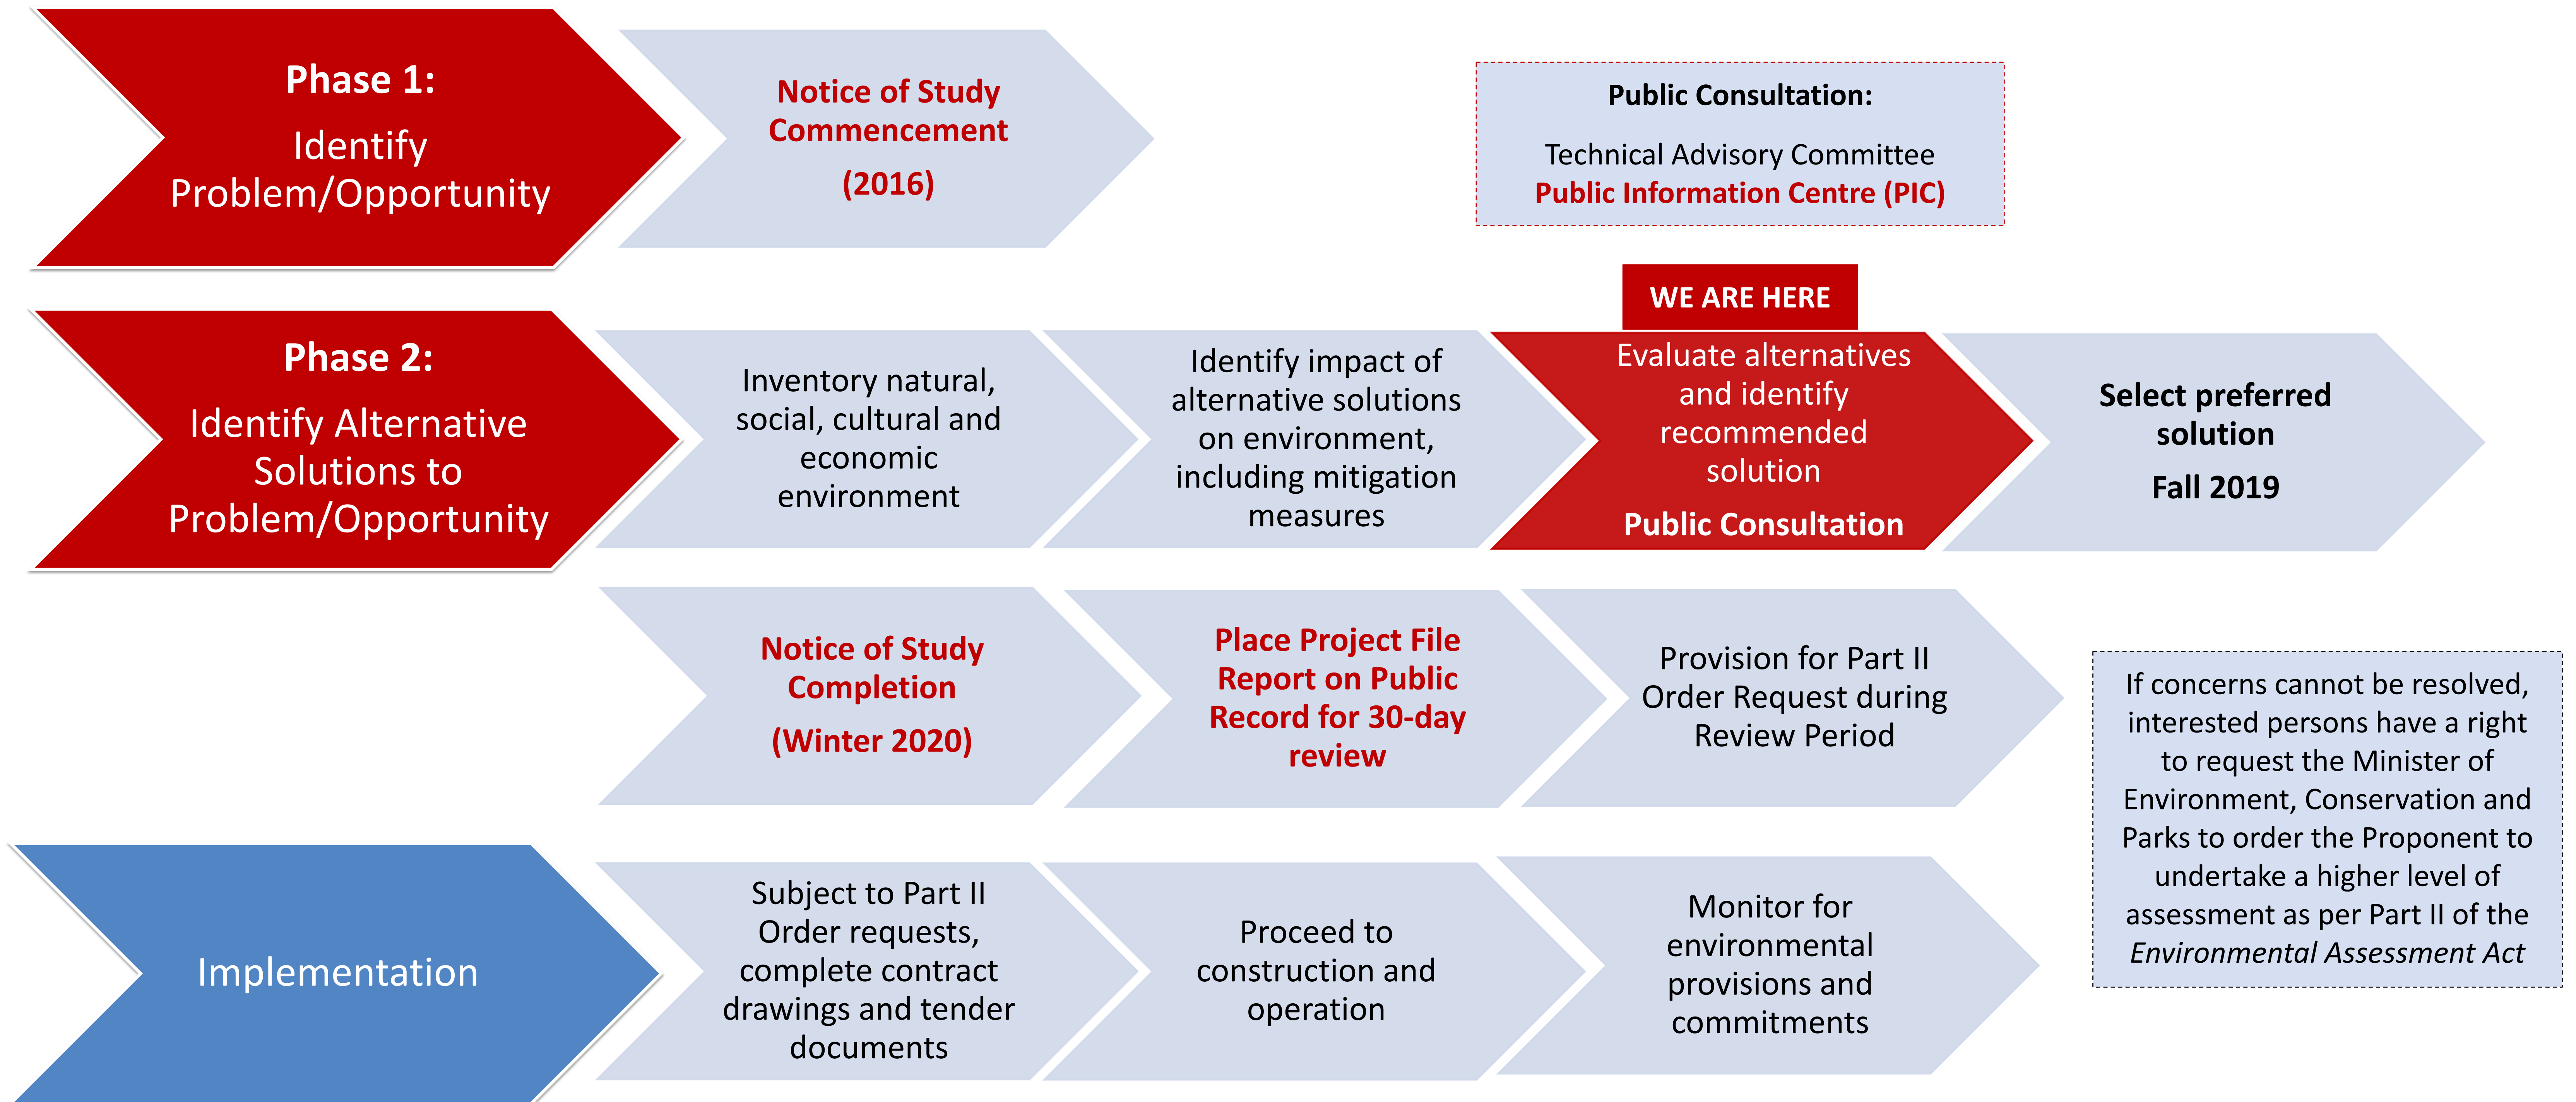 Phase 1:
Identify
Problem/Opportunity
Notice of Study
Commencement
(2016)
Public Consultation:
Technical Advisory Committee
Public Information Centre (PIC)
WE ARE HERE
Phase 2:
Identify Alternative
Solutions to
Problem/Opportunity
Inventory natural,
social, cultural and
economic
environment
Identify impact of
alternative solutions
on environment,
including mitigation
measures
Evaluate alternatives
and identify
recommended
solution
Public Consultation
Select preferred
solution
Fall 2019
Notice of Study
Completion
(Winter 2020)
Place Project File
Report on Public
Record for 30-day
review
Provision for Part II
Order Request during
Review Period
If concerns cannot be resolved,
interested persons have a right
to request the Minister of
Environment, Conservation and
Parks to order the Proponent to
undertake a higher level of
assessment as per Part II of the
Environmental Assessment Act
Implementation
Subject to Part II
Order requests,
complete contract
drawings and tender
documents
Proceed to
construction and
operation
Monitor for
environmental
provisions and
commitments